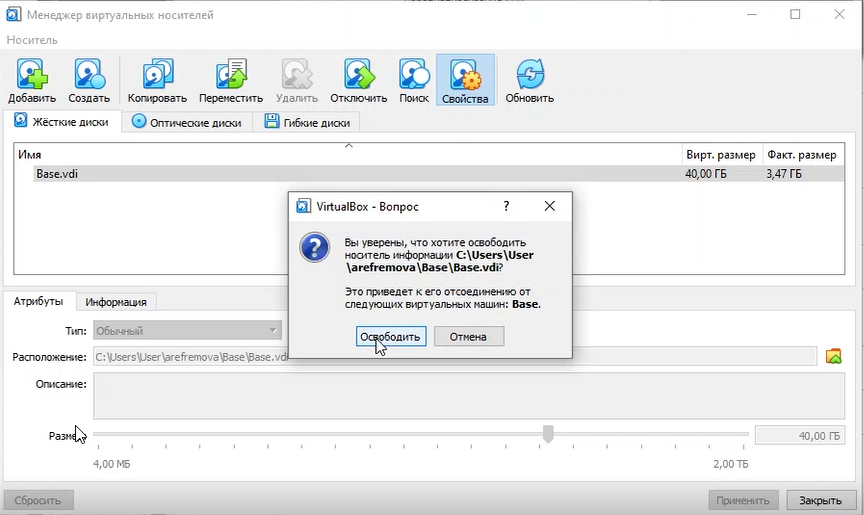 Менеджер виртуальных носителей
Носитель
Добавить Создать Копировать Переместить Удалить Отключить Поиск Свойства Обновить
Жёсткие диски Оптические диски Гибкие диски
Имя Вирт. размер Факт. размер
Base.vdi 40,00 ГБ 3,47 ГБ
VirtualBox - Вопрос ?
Вы уверены, что хотите освободить
носитель информации C:\Users\User
\arefremova\Base\Base.vdi?
Это приведет к его отсоединению от
следующих виртуальных машин: Base.
Освободить Отмена
Атрибуты Информация
Тип: Обычный
Расположение: C:\Users\User\arefremova\Base\Base.vdi
Описание:
Разме 40,00 ГБ
4,00 МБ 2,00 ТБ
Сбросить Применить Закрыть